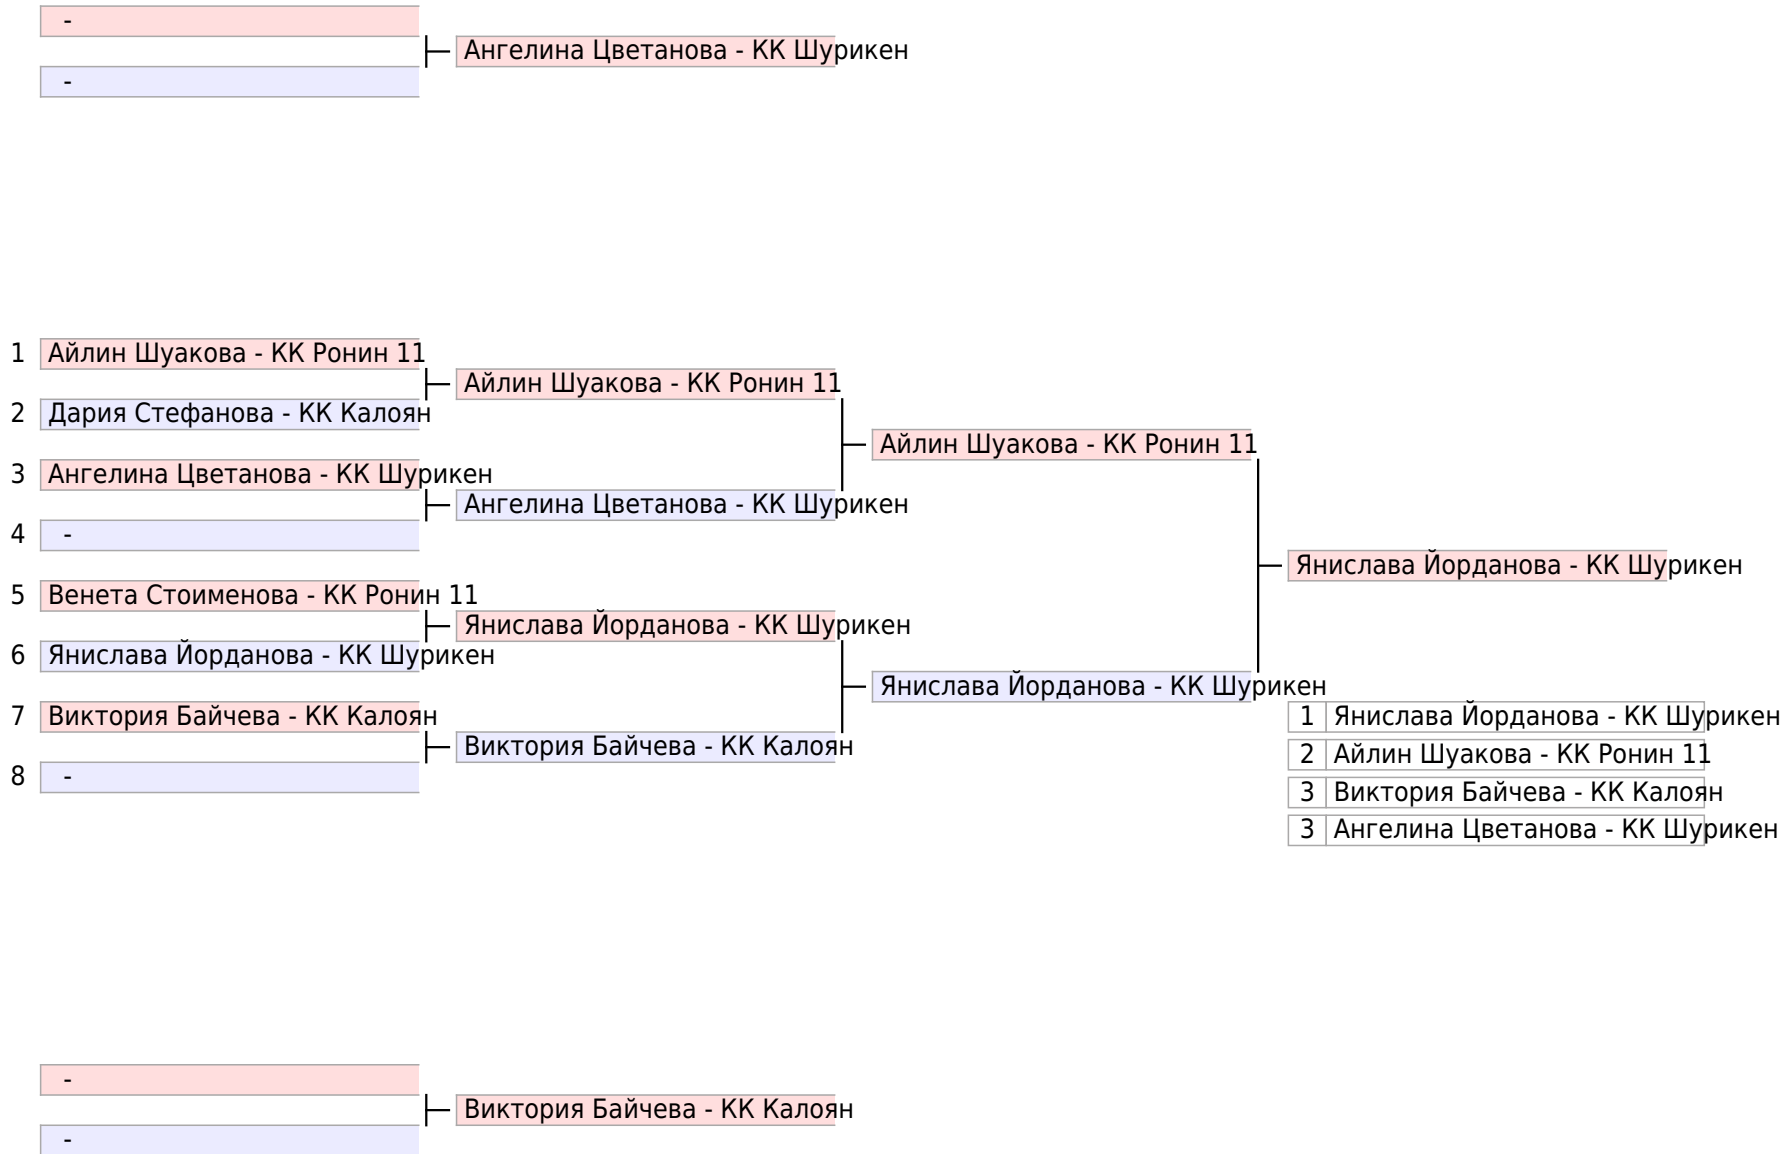 -
Ангелина Цветанова - КК Шурикен
-
1 Айлин Шуакова - КК Ронин 11
Айлин Шуакова - КК Ронин 11
2 Дария Стефанова - КК Калоян
Айлин Шуакова - КК Ронин 11
3 Ангелина Цветанова - КК Шурикен
Ангелина Цветанова - КК Шурикен
4 -
Янислава Йорданова - КК Шурикен
5 Венета Стоименова - КК Ронин 11
Янислава Йорданова - КК Шурикен
6 Янислава Йорданова - КК Шурикен
Янислава Йорданова - КК Шурикен
7 Виктория Байчева - КК Калоян
1 Янислава Йорданова - КК Шурикен
Виктория Байчева - КК Калоян
2 Айлин Шуакова - КК Ронин 11
8 -
3 Виктория Байчева - КК Калоян
3 Ангелина Цветанова - КК Шурикен
-
Виктория Байчева - КК Калоян
-